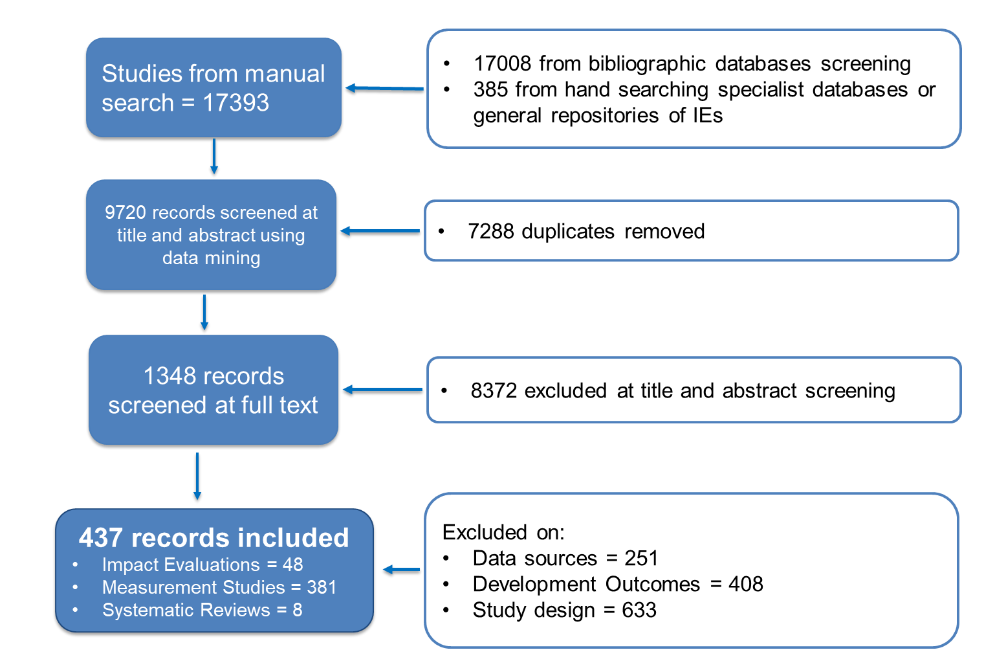 Studies from manual
search = 17393
• 17008 from bibliographic databases screening
• 385 from hand searching specialist databases or
general repositories of IEs
9720 records screened at
title and abstract using
data mining
• 7288 duplicates removed
1348 records
screened at full text
• 8372 excluded at title and abstract screening
437 records included
• Impact Evaluations = 48
• Measurement Studies = 381
• Systematic Reviews = 8
Excluded on:
• Data sources = 251
• Development Outcomes = 408
• Study design = 633